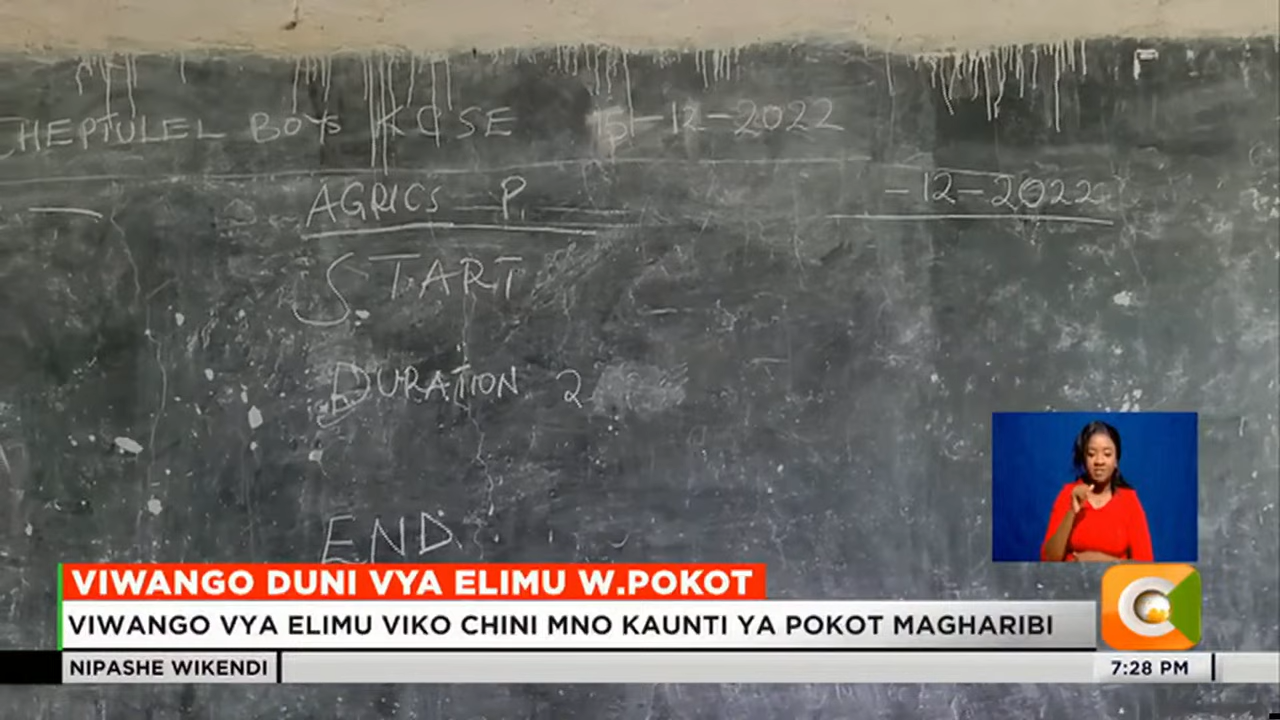 CHEPTULEL BOYS KCSE 15-12-2022
AGRICS P. -12-2022
START
DURATION 2
END
VIWANGO DUNI VYA ELIMU W.POKOT
VIWANGO VYA ELIMU VIKO CHINI MNO KAUNTI YA POKOT MAGHARIBI
NIPASHE WIKENDI
7:28 PM